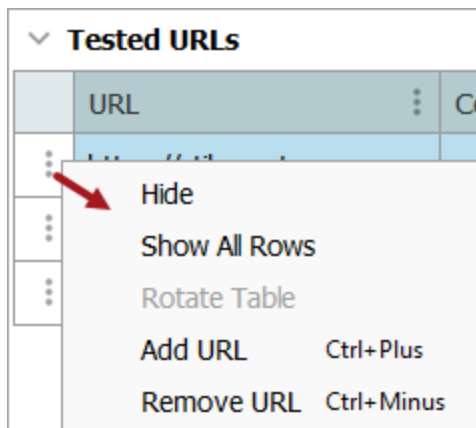 Tested URLs
URL
Hide
Show All Rows
Rotate Table
Add URL Ctrl+Plus
Remove URL Ctrl+Minus